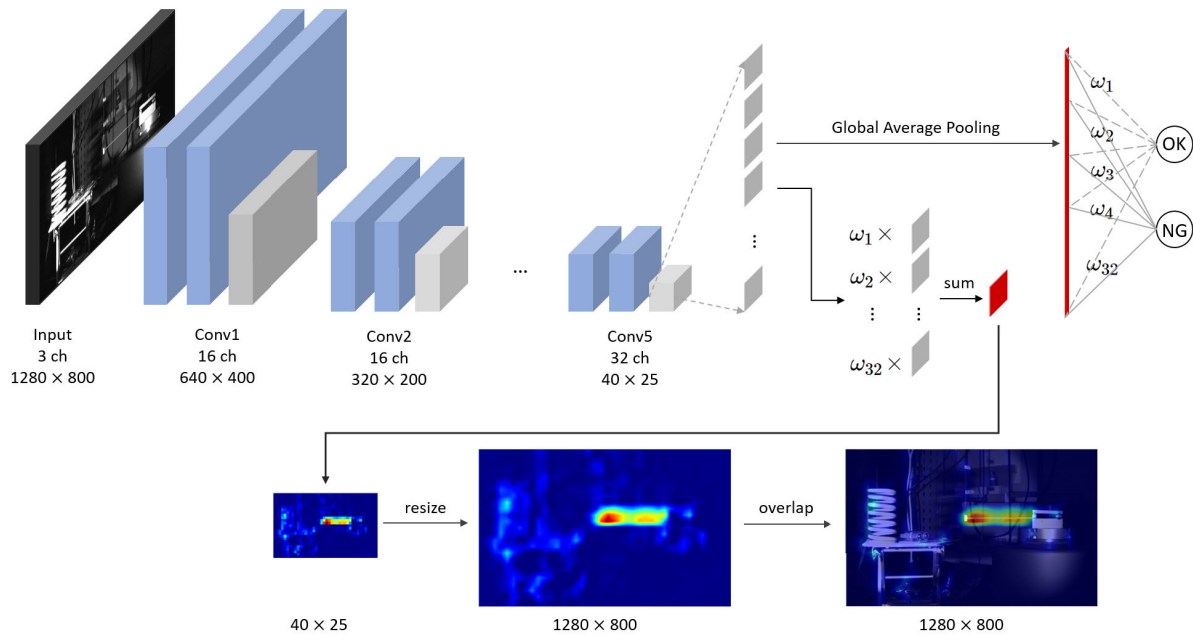 Global Average Pooling
ω₁
ω₂
ω₃
ω₄
ω₃₂
OK
NG
...
⋮
ω₁ ×
ω₂ ×
⋮ ⋮
ω₃₂ ×
sum
Input
3 ch
1280 × 800
Conv1
16 ch
640 × 400
Conv2
16 ch
320 × 200
Conv5
32 ch
40 × 25
resize
overlap
40 × 25
1280 × 800
1280 × 800